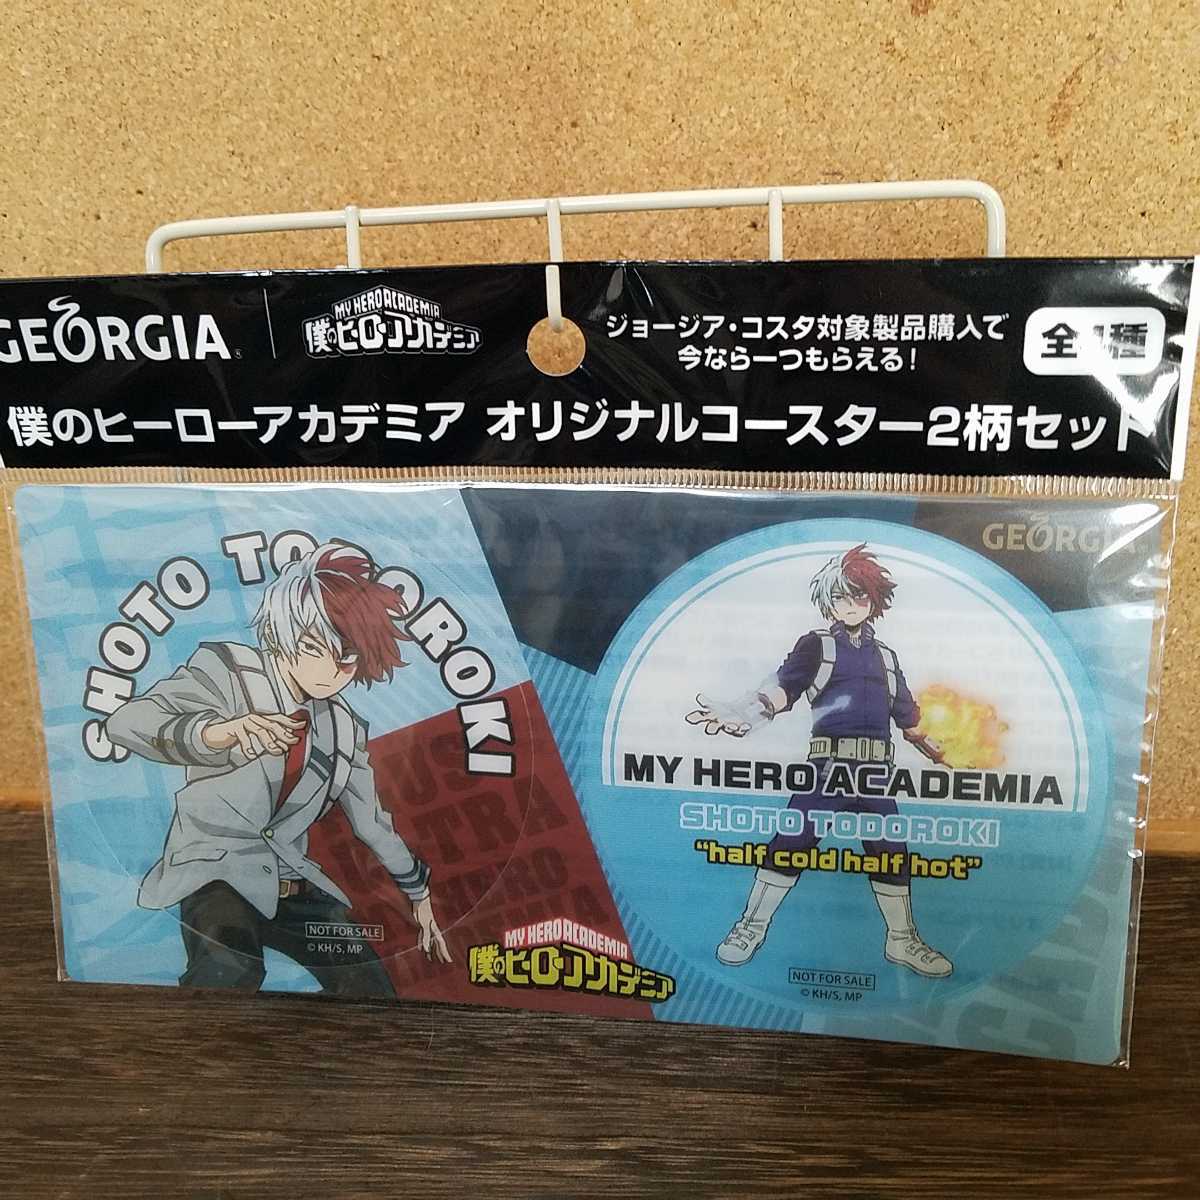 GEORGIA
MY HERO ACADEMIA
僕のヒーローアカデミア
ジョージア・コスタ対象製品購入で
今なら一つもらえる！
全 種
僕のヒーローアカデミア オリジナルコースター2柄セット
SHOTO TODOROKI
NOT FOR SALE
© KH/S, MP
MY HERO ACADEMIA
僕のヒーローアカデミア
GEORGIA
MY HERO ACADEMIA
SHOTO TODOROKI
“half cold half hot”
NOT FOR SALE
© KH/S, MP